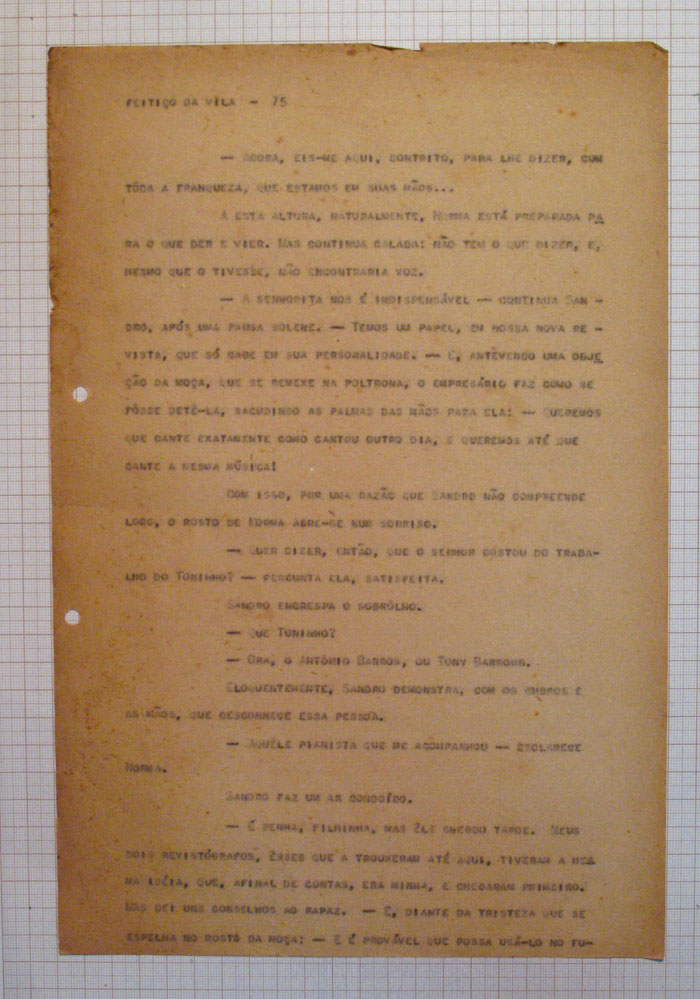 FEITIÇO DA VILA - 75
— AGORA, EIS-ME AQUI, CONTRITO, PARA LHE DIZER, COM
TÔDA A FRANQUEZA, QUE ESTAMOS EM SUAS MÃOS...
A ESTA ALTURA, NATURALMENTE, NORMA ESTÁ PREPARADA PA
RA O QUE DER E VIER. MAS CONTINUA CALADA: NÃO TEM O QUE DIZER, E,
MESMO QUE O TIVESSE, NÃO ENCONTRARIA VOZ.
— A SENHORITA NOS É INDISPENSÁVEL — CONTINUA SAN -
DRO, APÓS UMA PAUSA SOLENE. — TEMOS UM PAPEL, EM NOSSA NOVA RE -
VISTA, QUE SÓ CABE EM SUA PERSONALIDADE. — E, ANTEVENDO UMA OBJE
ÇÃO DA MOÇA, QUE SE REMEXE NA POLTRONA, O EMPRESÁRIO FAZ COMO SE
FÔSSE DETÊ-LA, SACUDINDO AS PALMAS DAS MÃOS PARA ELA: — QUEREMOS
QUE CANTE EXATAMENTE COMO CANTOU OUTRO DIA, E QUEREMOS ATÉ QUE
CANTE A MESMA MÚSICA!
COM ISSO, POR UMA RAZÃO QUE SANDRO NÃO COMPREENDE
LOGO, O ROSTO DE NORMA ABRE-SE NUM SORRISO.
— QUER DIZER, ENTÃO, QUE O SENHOR GOSTOU DO TRABA-
LHO DO TONINHO? — PERGUNTA ELA, SATISFEITA.
SANDRO ENCRESPA O SOBRÔLHO.
— QUE TONINHO?
— ORA, O ANTÔNIO BARROS, OU TONY BARROWS.
ELOQUENTEMENTE, SANDRO DEMONSTRA, COM OS OMBROS E
AS MÃOS, QUE DESCONHECE ESSA PESSOA.
— AQUÊLE PIANISTA QUE ME ACOMPANHOU — ESCLARECE
NORMA.
SANDRO FAZ UM AR CONDOÍDO.
— É PENA, FILHINHA, MAS ÊLE CHEGOU TARDE. MEUS
DOIS REVISTÓGRAFOS, ÊSSES QUE A TROUXERAM ATÉ AQUI, TIVERAM A MES
MA IDÉIA, QUE, AFINAL DE CONTAS, ERA MINHA, E CHEGARAM PRIMEIRO.
MAS DEI UNS CONSELHOS AO RAPAZ. — E, DIANTE DA TRISTEZA QUE SE
ESPELHA NO ROSTO DA MOÇA: — E É PROVÁVEL QUE POSSA USÁ-LO NO FU-